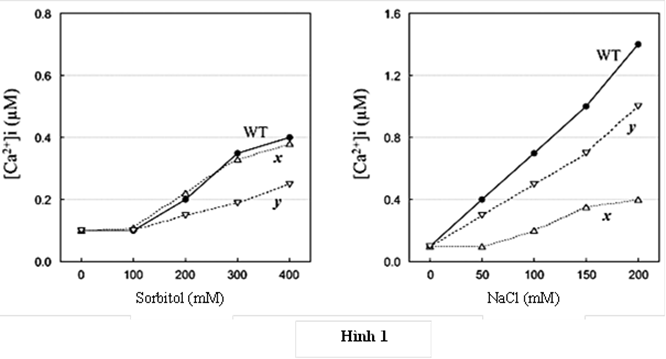 0.8
0.6
0.4
0.2
0.0
[Ca²⁺]i (µM)
WT
x
y
0 100 200 300 400
Sorbitol (mM)
1.6
1.2
0.8
0.4
0.0
[Ca²⁺]i (µM)
WT
y
x
0 50 100 150 200
NaCl (mM)
Hình 1